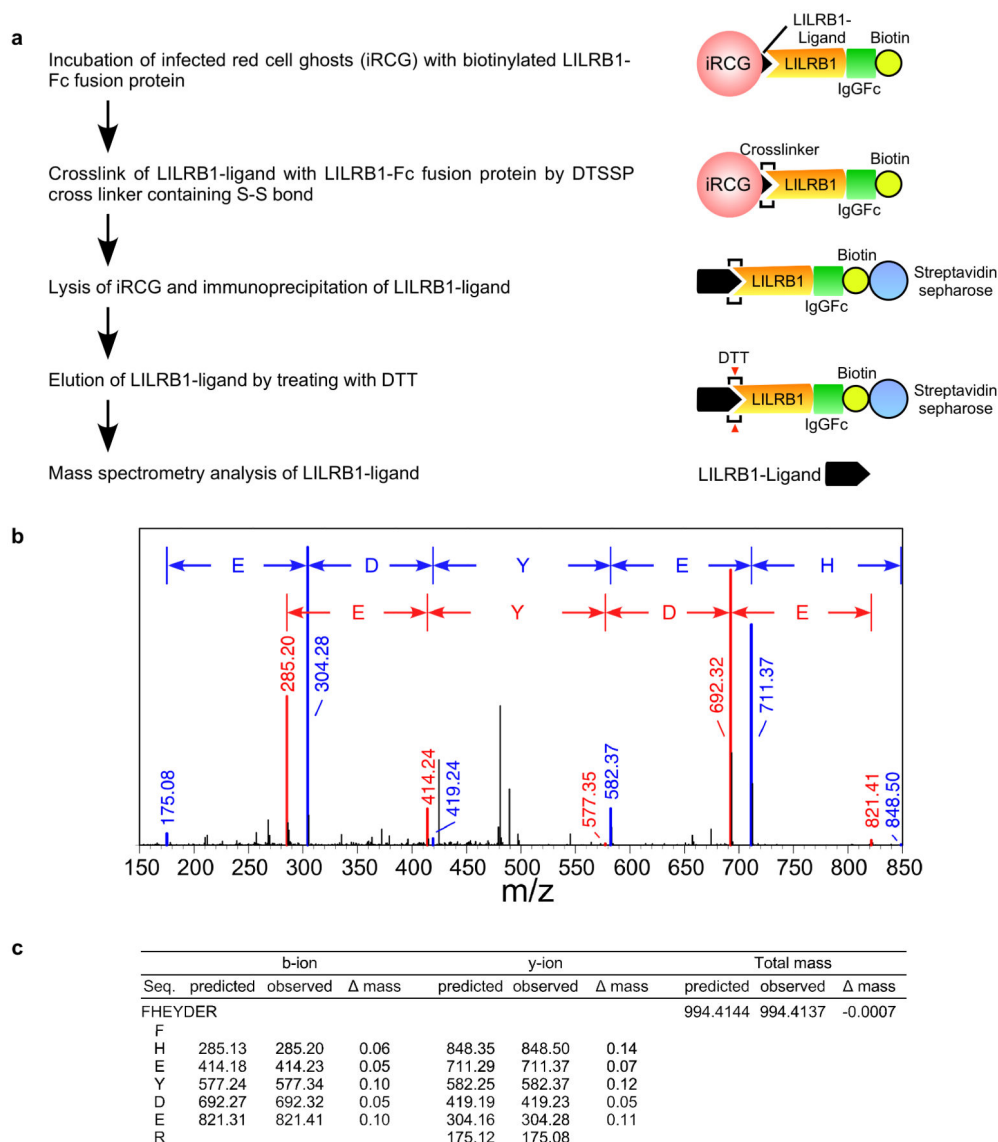 a
Incubation of infected red cell ghosts (iRCG) with biotinylated LILRB1-
Fc fusion protein
LILRB1-
Ligand
Biotin
iRCG
LILRB1
IgGFc
Crosslink of LILRB1-ligand with LILRB1-Fc fusion protein by DTSSP
cross linker containing S-S bond
Crosslinker
Biotin
iRCG
LILRB1
IgGFc
Lysis of iRCG and immunoprecipitation of LILRB1-ligand
Biotin
LILRB1
IgGFc
Streptavidin
sepharose
Elution of LILRB1-ligand by treating with DTT
DTT
Biotin
LILRB1
IgGFc
Streptavidin
sepharose
Mass spectrometry analysis of LILRB1-ligand
LILRB1-Ligand
b
E D Y E H
E Y D E
175.08
285.20
304.28
414.24
419.24
577.35
582.37
692.32
711.37
821.41
848.50
150 200 250 300 350 400 450 500 550 600 650 700 750 800 850
m/z
c
b-ion y-ion Total mass
Seq. predicted observed Δ mass predicted observed Δ mass predicted observed Δ mass
FHEYDER 994.4144 994.4137 -0.0007
F
H 285.13 285.20 0.06 848.35 848.50 0.14
E 414.18 414.23 0.05 711.29 711.37 0.07
Y 577.24 577.34 0.10 582.25 582.37 0.12
D 692.27 692.32 0.05 419.19 419.23 0.05
E 821.31 821.41 0.10 304.16 304.28 0.11
R 175.12 175.08